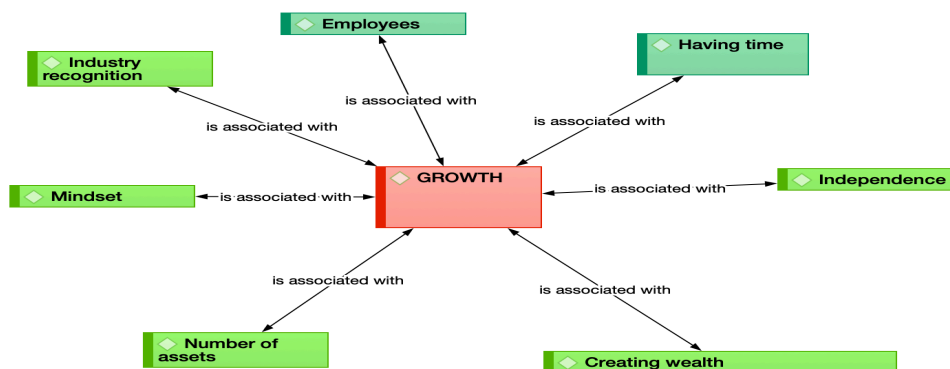 Employees
Having time
Industry
recognition
is associated with
is associated with
is associated with
GROWTH
Independence
is associated with
Mindset
is associated with
is associated with
is associated with
Number of
assets
Creating wealth